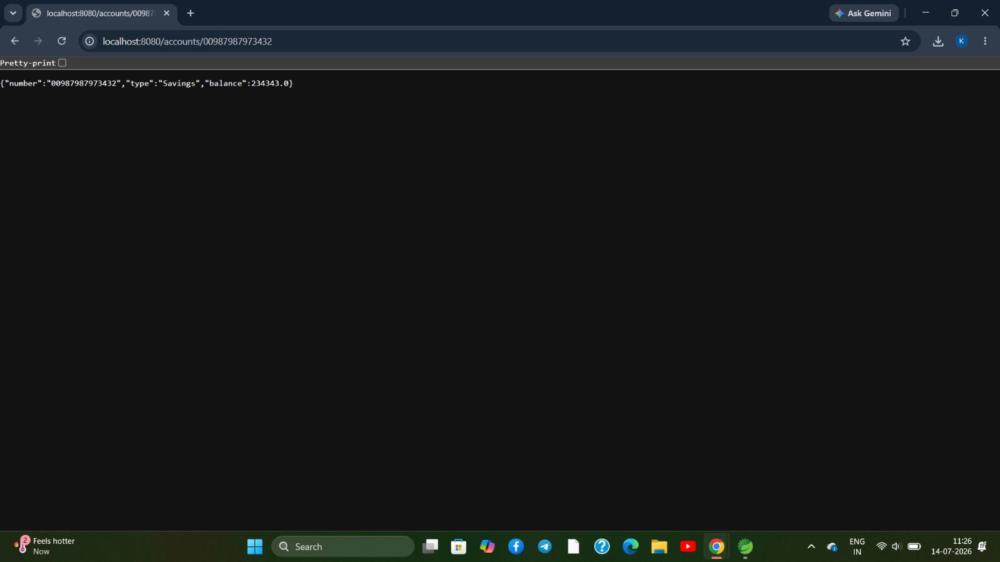 localhost:8080/accounts/00987
Ask Gemini
localhost:8080/accounts/00987987973432
K
Pretty-print
{"number":"00987987973432","type":"Savings","balance":234343.0}
2
Feels hotter
Now
Search
ENG
IN
11:26
14-07-2026